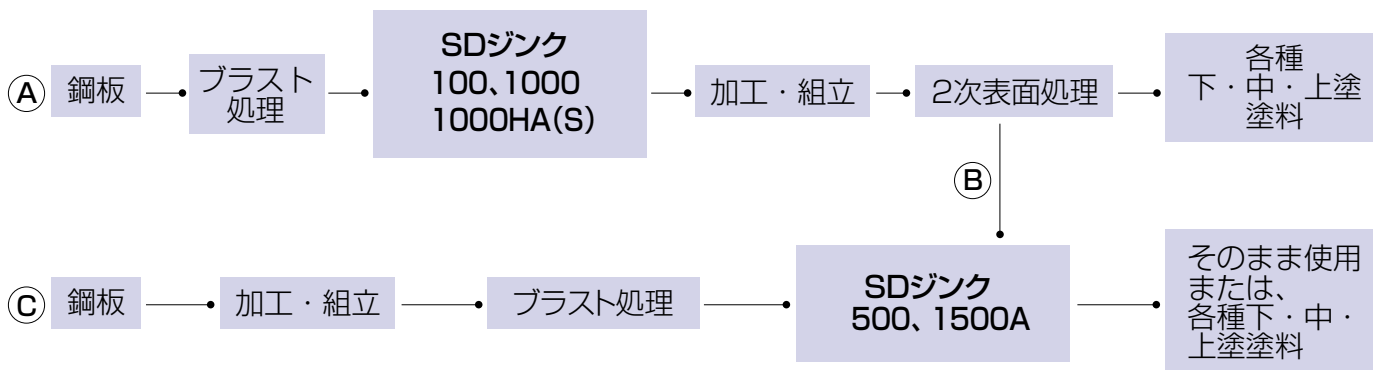 Ⓐ
鋼板
ブラスト
処理
SDジンク
100、1000
1000HA(S)
加工・組立
2次表面処理
各種
下・中・上塗
塗料
Ⓑ
Ⓒ
鋼板
加工・組立
ブラスト処理
SDジンク
500、1500A
そのまま使用
または、
各種下・中・
上塗塗料